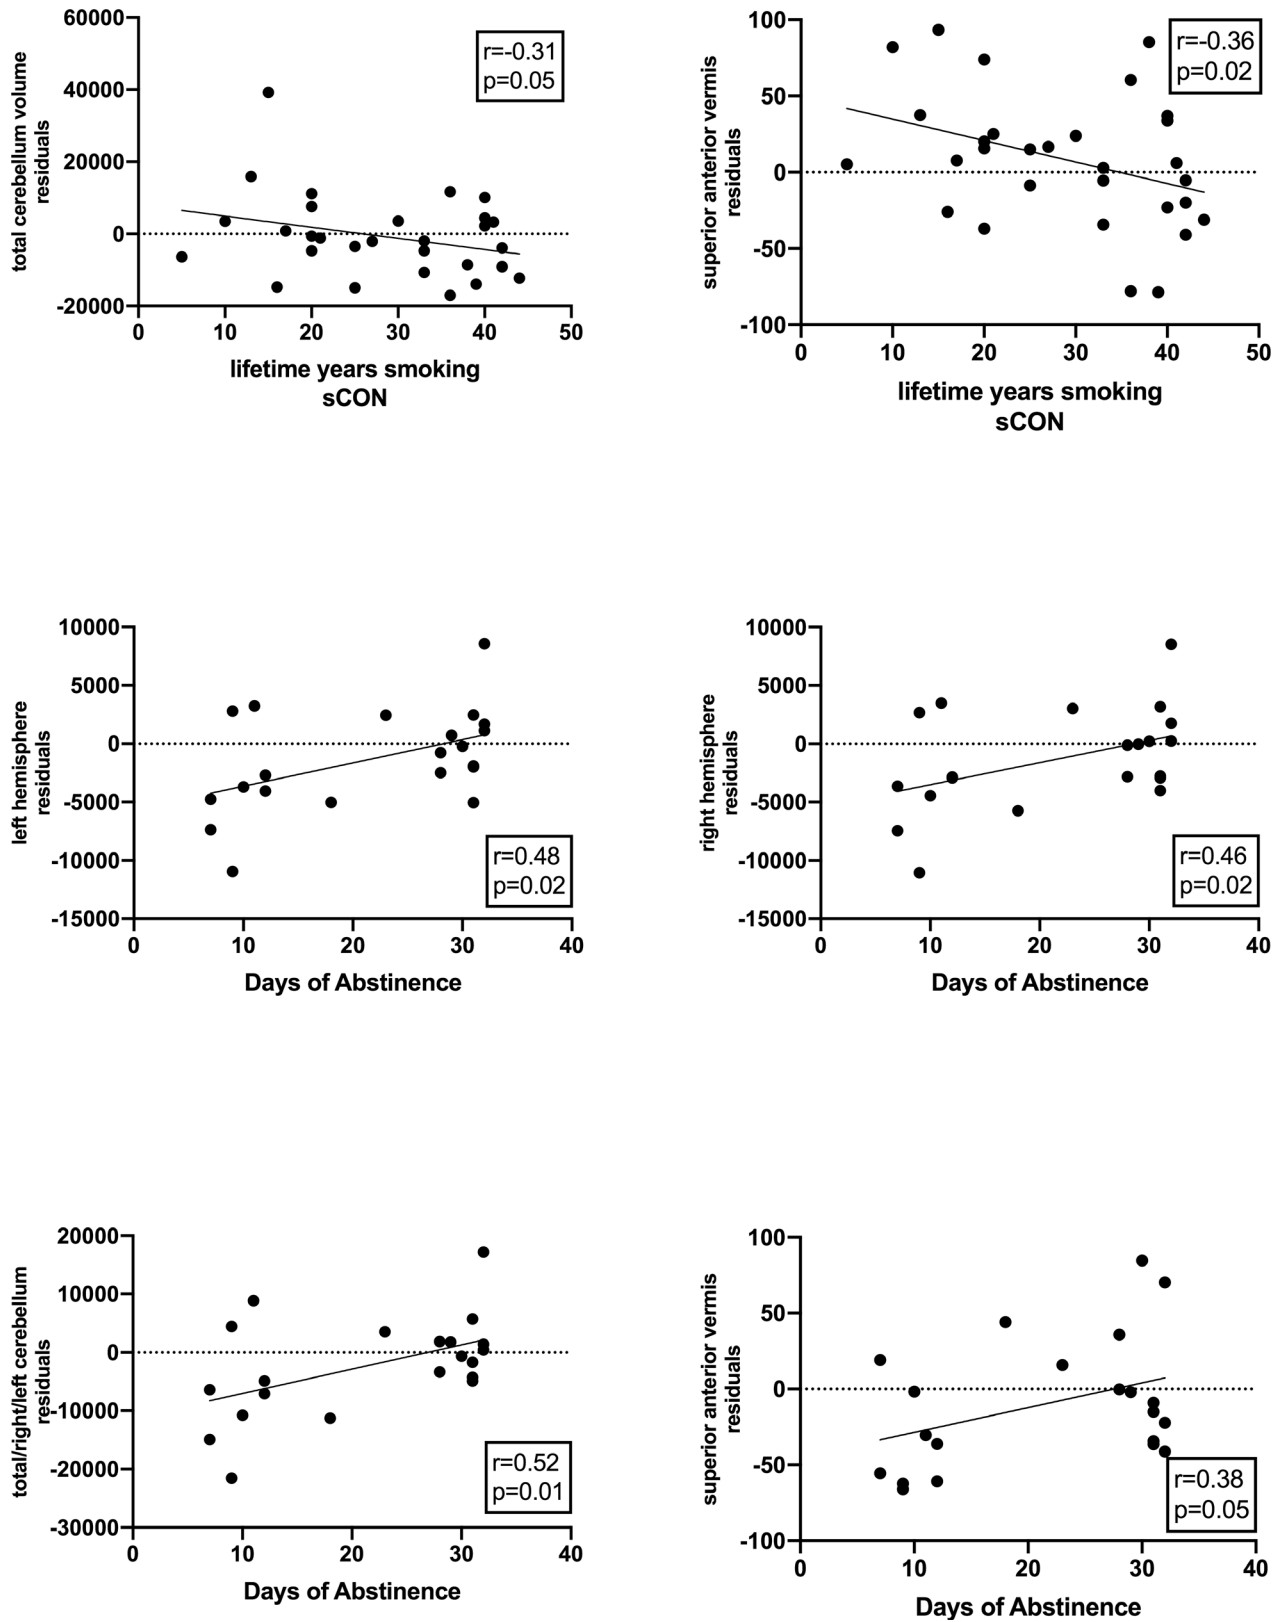 total cerebellum volume
residuals
60000
40000
20000
0
-20000
0 10 20 30 40 50
r=-0.31
p=0.05
lifetime years smoking
sCON
superior anterior vermis
residuals
100
50
0
-50
-100
0 10 20 30 40 50
r=-0.36
p=0.02
lifetime years smoking
sCON
left hemisphere
residuals
10000
5000
0
-5000
-10000
-15000
0 10 20 30 40
r=0.48
p=0.02
Days of Abstinence
right hemisphere
residuals
10000
5000
0
-5000
-10000
-15000
0 10 20 30 40
r=0.46
p=0.02
Days of Abstinence
total/right/left cerebellum
residuals
20000
10000
0
-10000
-20000
-30000
0 10 20 30 40
r=0.52
p=0.01
Days of Abstinence
superior anterior vermis
residuals
100
50
0
-50
-100
0 10 20 30 40
r=0.38
p=0.05
Days of Abstinence